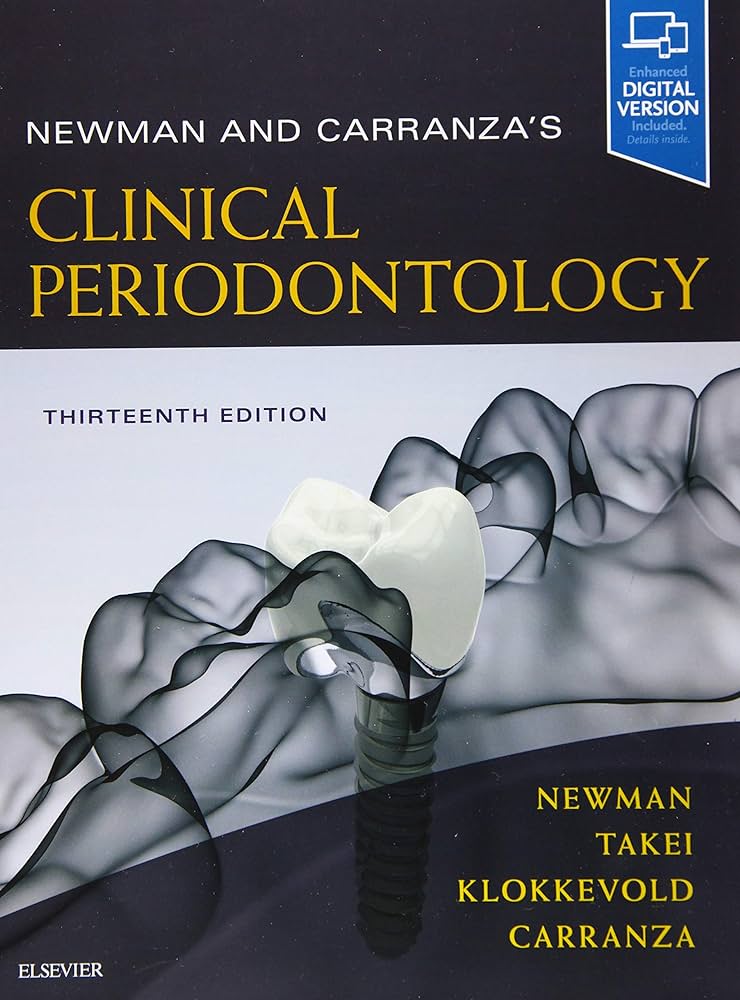 Enhanced
DIGITAL
VERSION
Included.
Details inside.
NEWMAN AND CARRANZA'S
CLINICAL
PERIODONTOLOGY
THIRTEENTH EDITION
NEWMAN
TAKEI
KLOKKEVOLD
CARRANZA
ELSEVIER